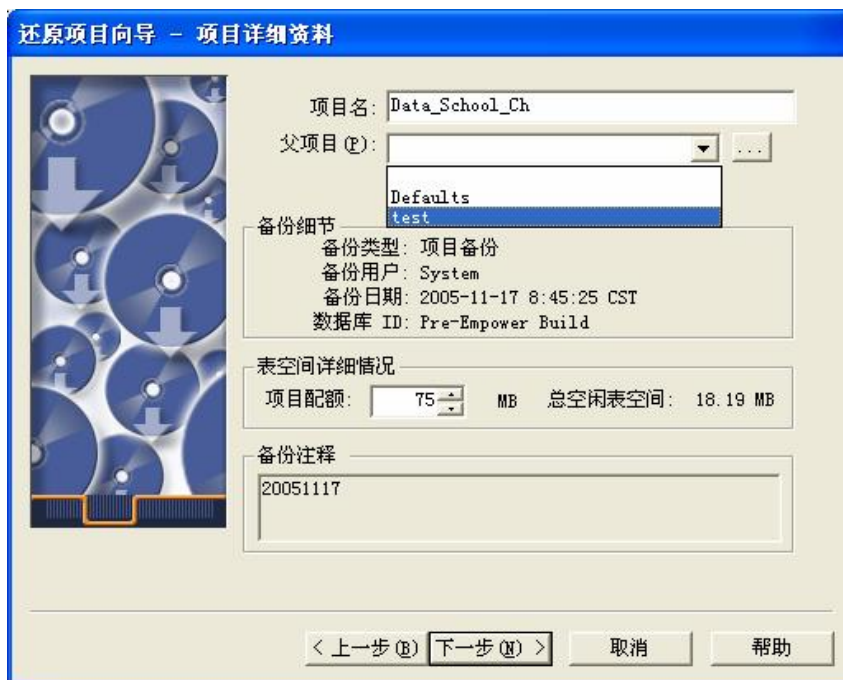 还原项目向导 - 项目详细资料
项目名: Data_School_Ch
父项目(P):
...
Defaults
test
备份细节
备份类型: 项目备份
备份用户: System
备份日期: 2005-11-17 8:45:25 CST
数据库 ID: Pre-Empower Build
表空间详细情况
项目配额: 75 MB 总空闲表空间: 18.19 MB
备份注释
20051117
< 上一步(B) 下一步(N) > 取消 帮助